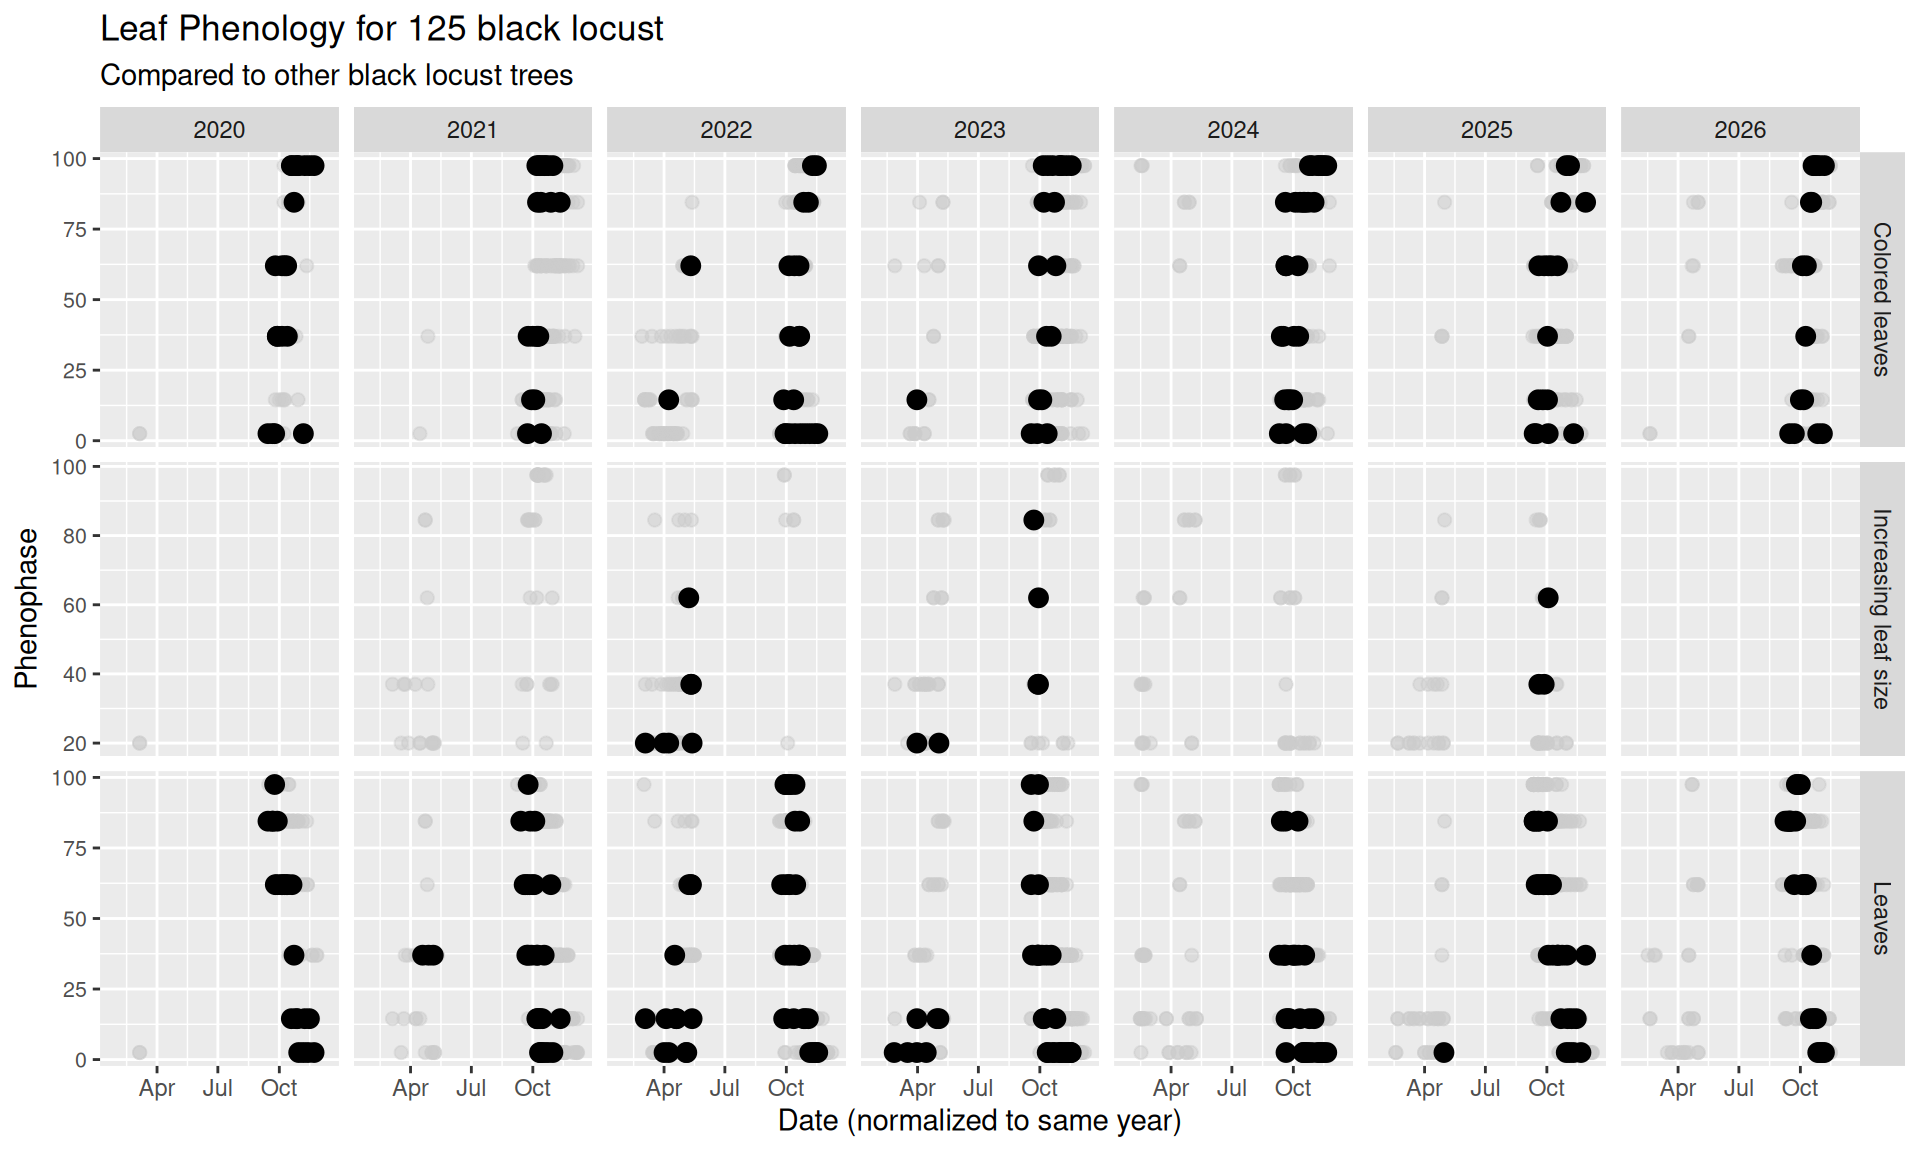 Leaf Phenology for 125 black locust
Compared to other black locust trees
2020 2021 2022 2023 2024 2025 2026
100
75
50
25
0
Colored leaves
100
80
60
40
20
Increasing leaf size
100
75
50
25
0
Leaves
Phenophase
Apr Jul Oct Apr Jul Oct Apr Jul Oct Apr Jul Oct Apr Jul Oct Apr Jul Oct Apr Jul Oct
Date (normalized to same year)